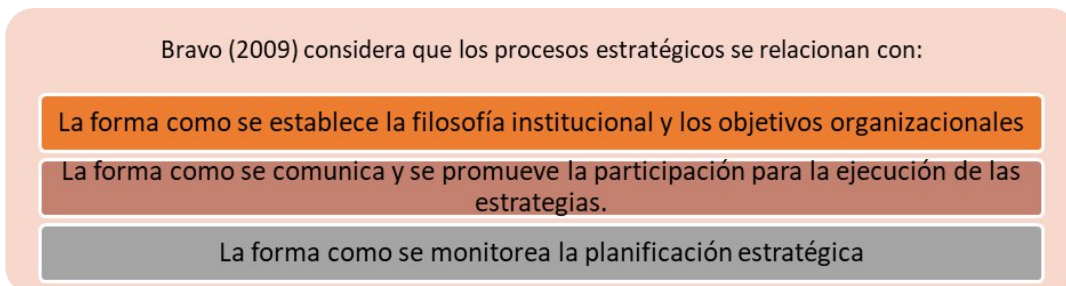 Bravo (2009) considera que los procesos estratégicos se relacionan con:
La forma como se establece la filosofía institucional y los objetivos organizacionales
La forma como se comunica y se promueve la participación para la ejecución de las
estrategias.
La forma como se monitorea la planificación estratégica